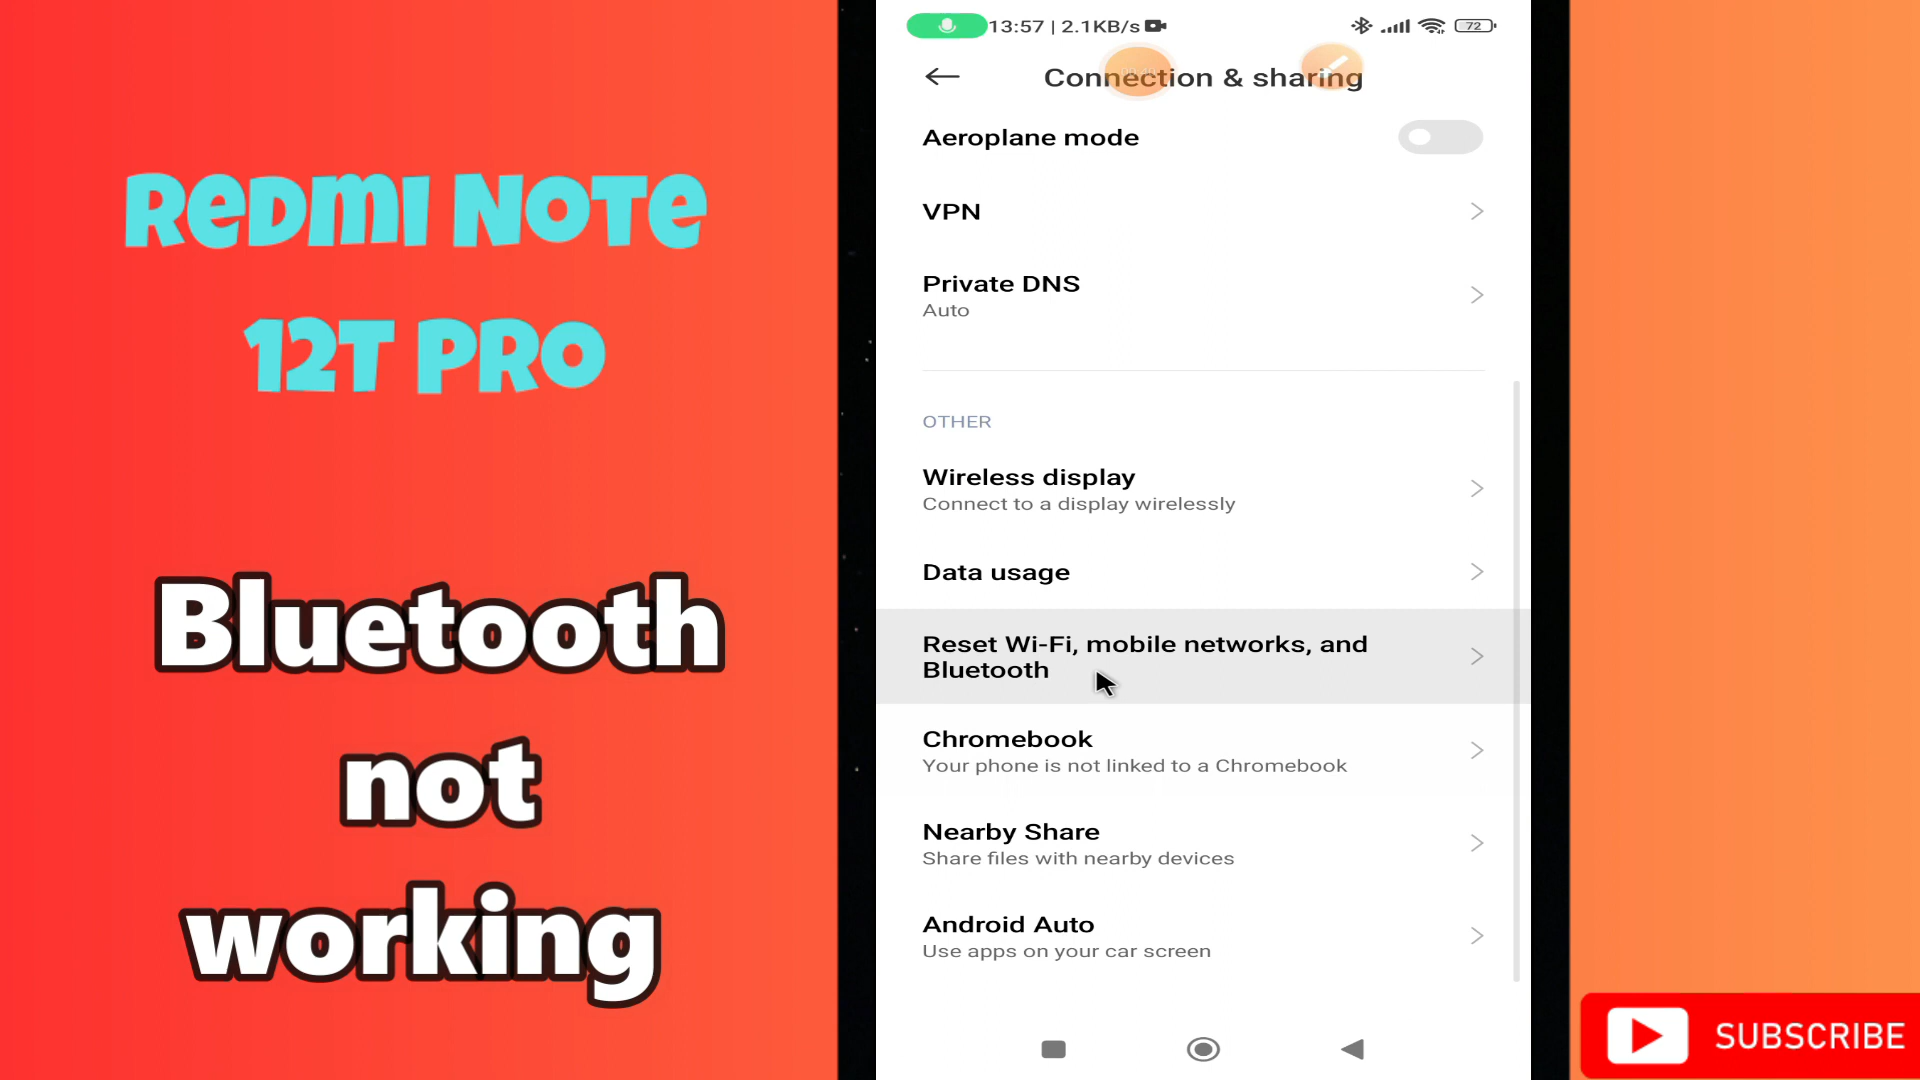 Redmi Note
12T Pro
Bluetooth
not
working
13:57 | 2.1KB/s
72
Connection & sharing
Aeroplane mode
VPN
Private DNS
Auto
OTHER
Wireless display
Connect to a display wirelessly
Data usage
Reset Wi-Fi, mobile networks, and
Bluetooth
Chromebook
Your phone is not linked to a Chromebook
Nearby Share
Share files with nearby devices
Android Auto
Use apps on your car screen
SUBSCRIBE